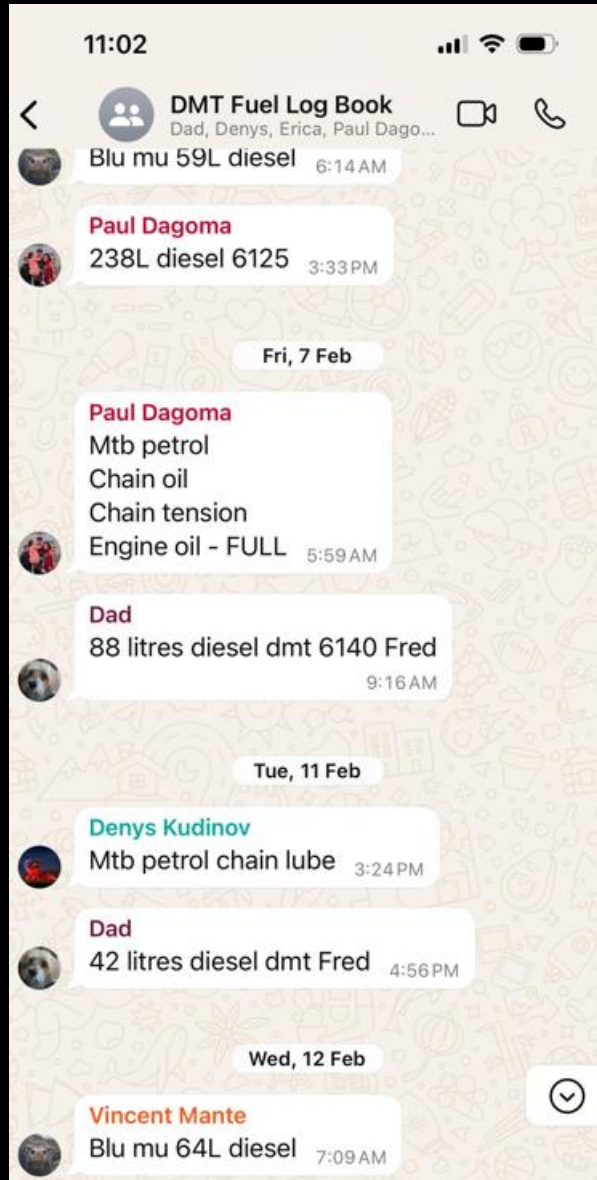 11:02
DMT Fuel Log Book
Dad, Denys, Erica, Paul Dago...
Blu mu 59L diesel 6:14 AM
Paul Dagoma
238L diesel 6125 3:33 PM
Fri, 7 Feb
Paul Dagoma
Mtb petrol
Chain oil
Chain tension
Engine oil - FULL 5:59 AM
Dad
88 litres diesel dmt 6140 Fred
9:16 AM
Tue, 11 Feb
Denys Kudinov
Mtb petrol chain lube 3:24 PM
Dad
42 litres diesel dmt Fred 4:56 PM
Wed, 12 Feb
Vincent Mante
Blu mu 64L diesel 7:09 AM